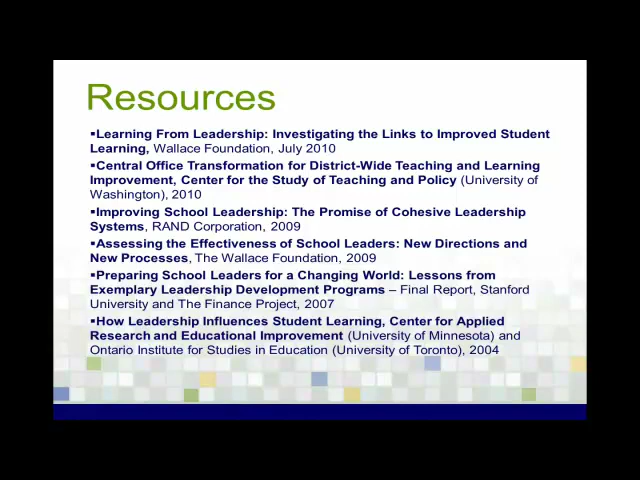 Resources
▪Learning From Leadership: Investigating the Links to Improved Student
Learning, Wallace Foundation, July 2010
▪Central Office Transformation for District-Wide Teaching and Learning
Improvement, Center for the Study of Teaching and Policy (University of
Washington), 2010
▪Improving School Leadership: The Promise of Cohesive Leadership
Systems, RAND Corporation, 2009
▪Assessing the Effectiveness of School Leaders: New Directions and
New Processes, The Wallace Foundation, 2009
▪Preparing School Leaders for a Changing World: Lessons from
Exemplary Leadership Development Programs – Final Report, Stanford
University and The Finance Project, 2007
▪How Leadership Influences Student Learning, Center for Applied
Research and Educational Improvement (University of Minnesota) and
Ontario Institute for Studies in Education (University of Toronto), 2004